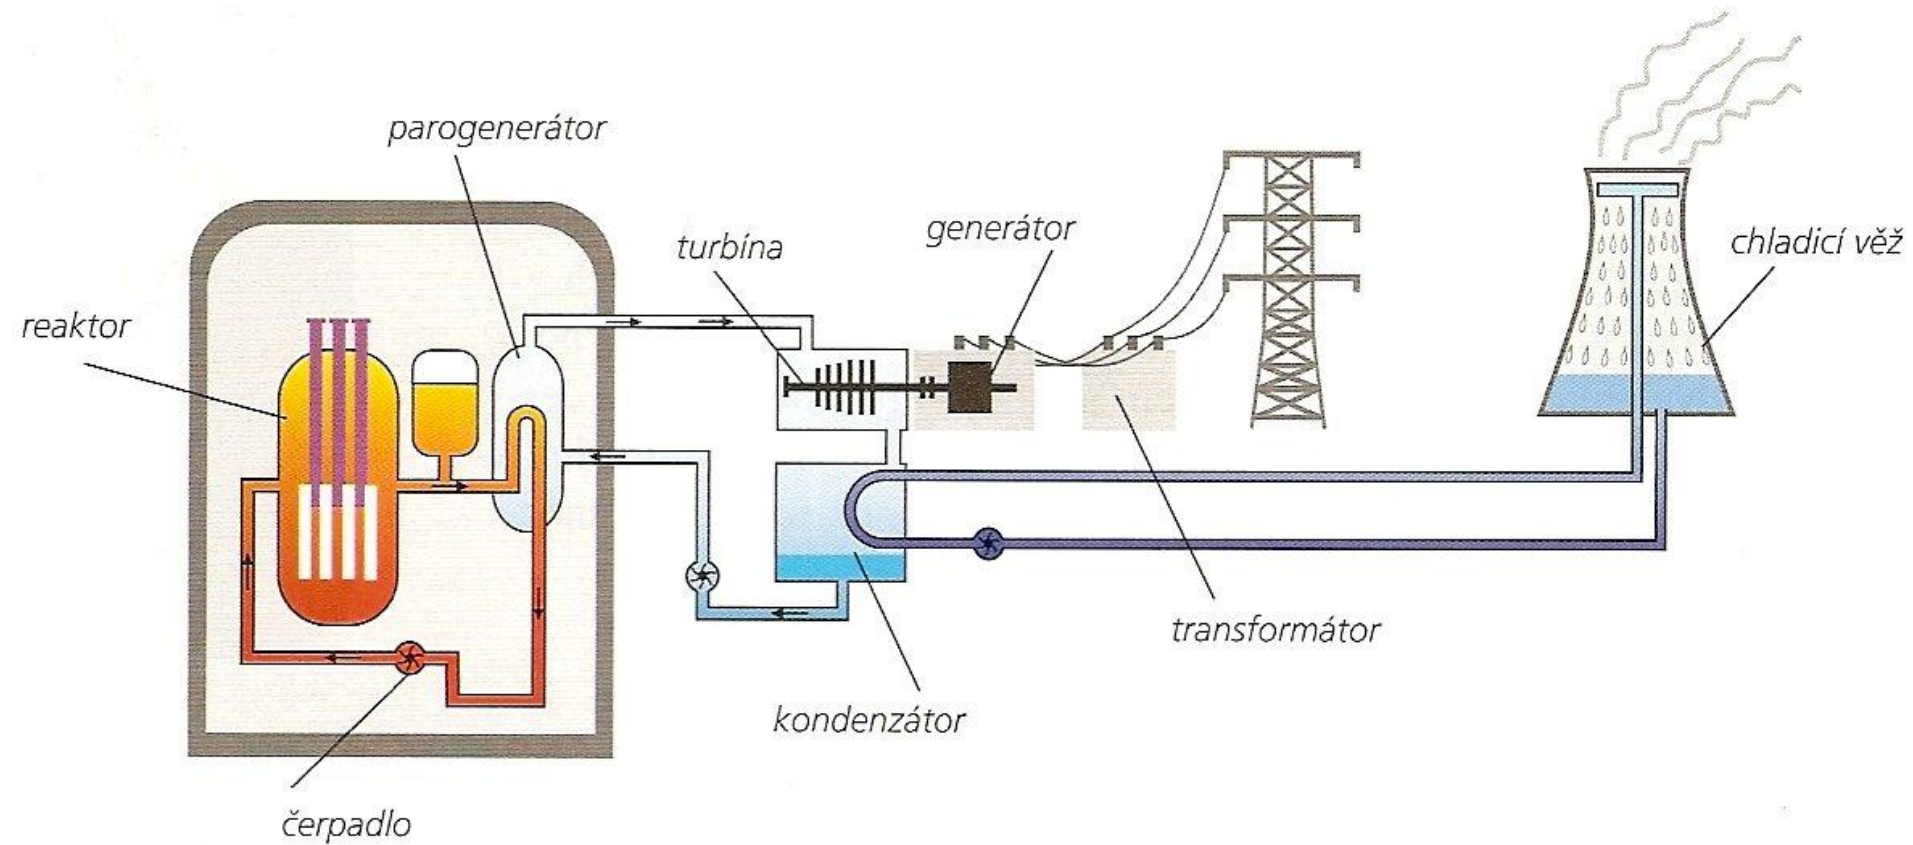 parogenerátor
turbína
generátor
chladicí věž
reaktor
transformátor
kondenzátor
čerpadlo